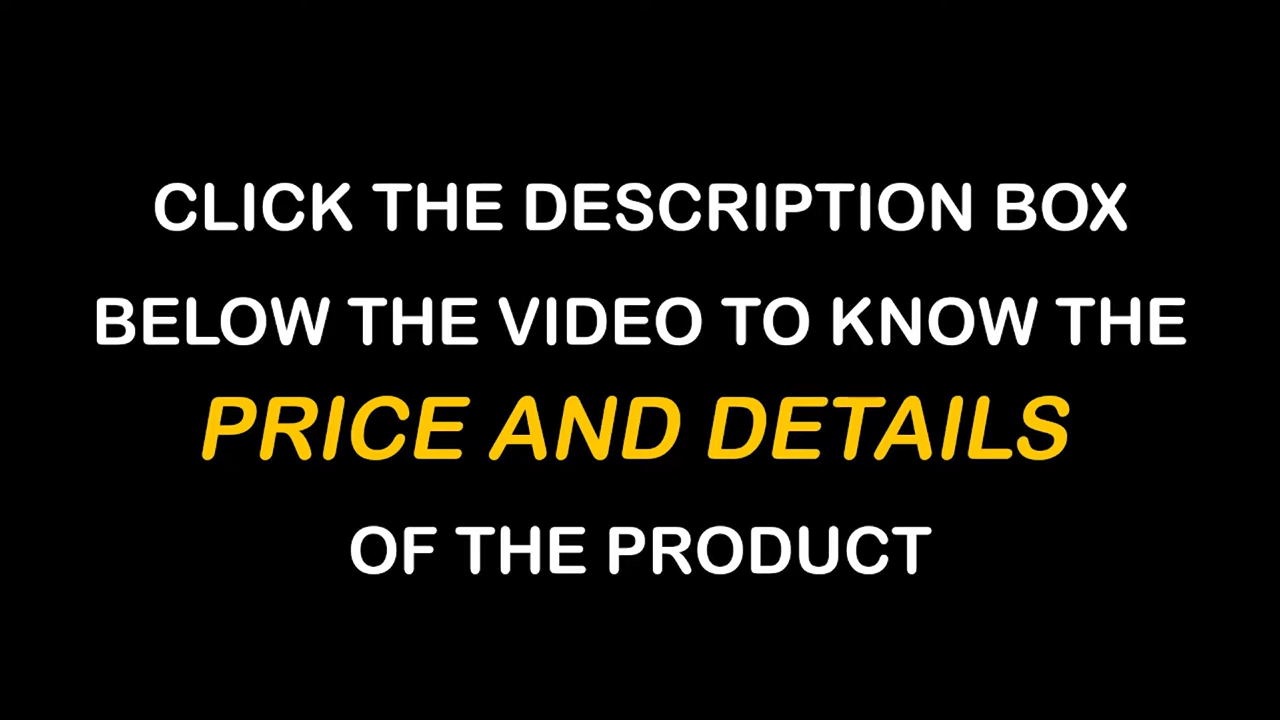 CLICK THE DESCRIPTION BOX
BELOW THE VIDEO TO KNOW THE
PRICE AND DETAILS
OF THE PRODUCT